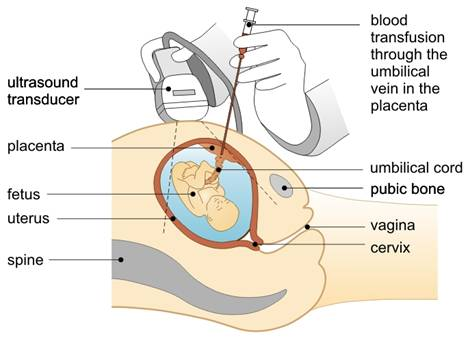 blood
transfusion
through the
umbilical
vein in the
placenta
ultrasound
transducer
placenta
fetus
uterus
spine
umbilical cord
pubic bone
vagina
cervix